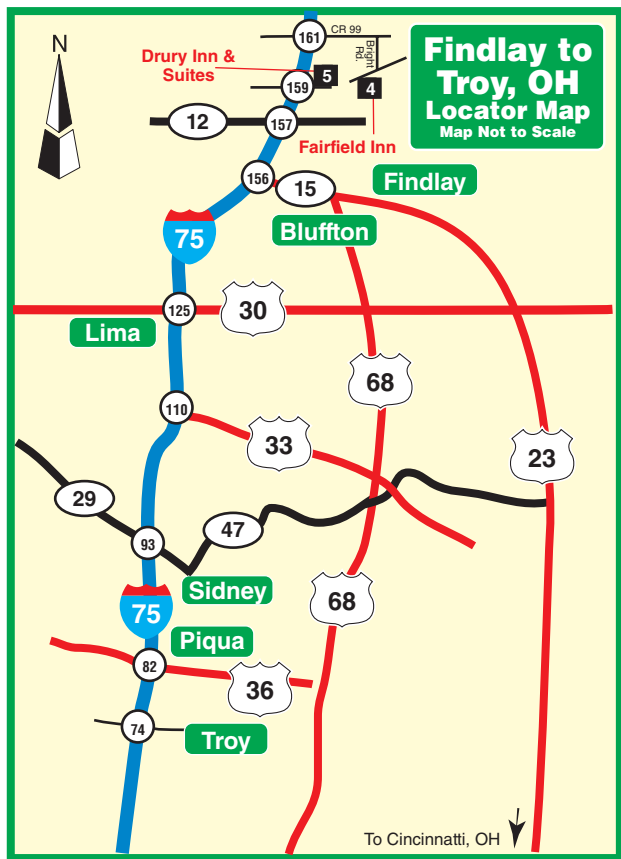 N
161
CR 99
Bright
Rd.
Findlay to
Troy, OH
Locator Map
Map Not to Scale
Drury Inn &
Suites
5
159
4
12
157
Fairfield Inn
156
15
Findlay
Bluffton
75
125
30
Lima
68
110
33
23
29
47
93
Sidney
75
68
Piqua
82
36
74
Troy
To Cincinnatti, OH